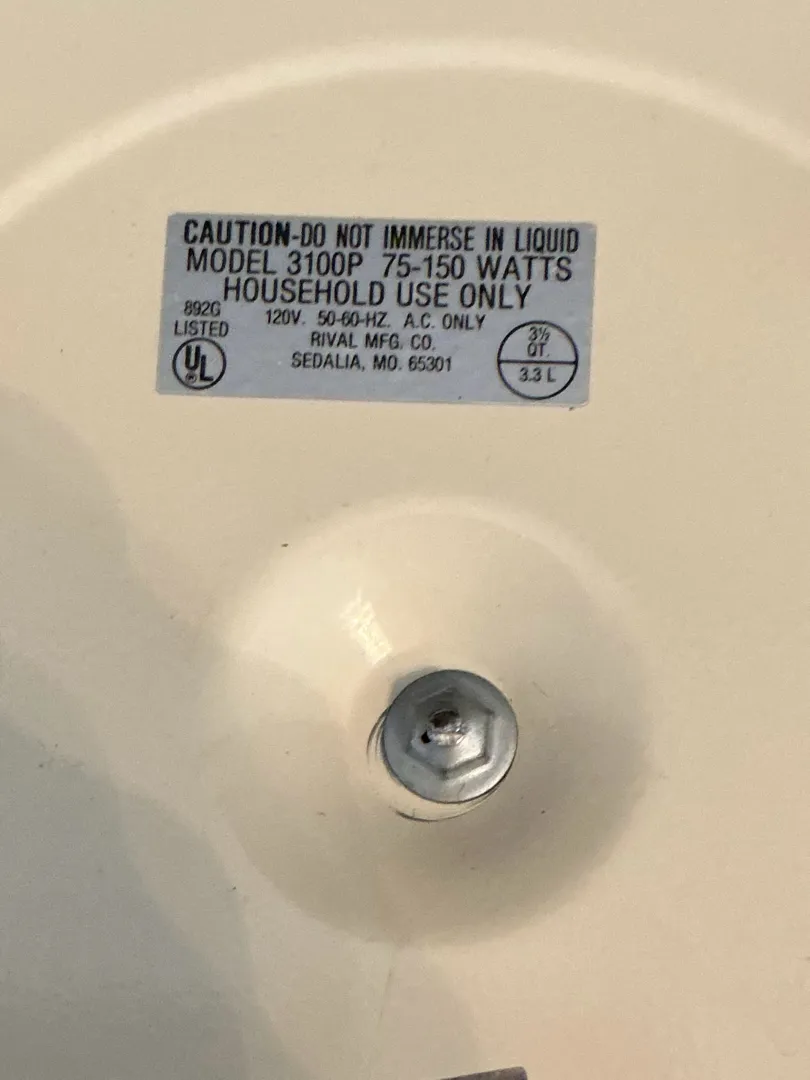 CAUTION-DO NOT IMMERSE IN LIQUID
MODEL 3100P 75-150 WATTS
HOUSEHOLD USE ONLY
892G
LISTED
UL
®
120V. 50-60-HZ. A.C. ONLY
RIVAL MFG. CO.
SEDALIA, MO. 65301
3½
QT.
3.3 L